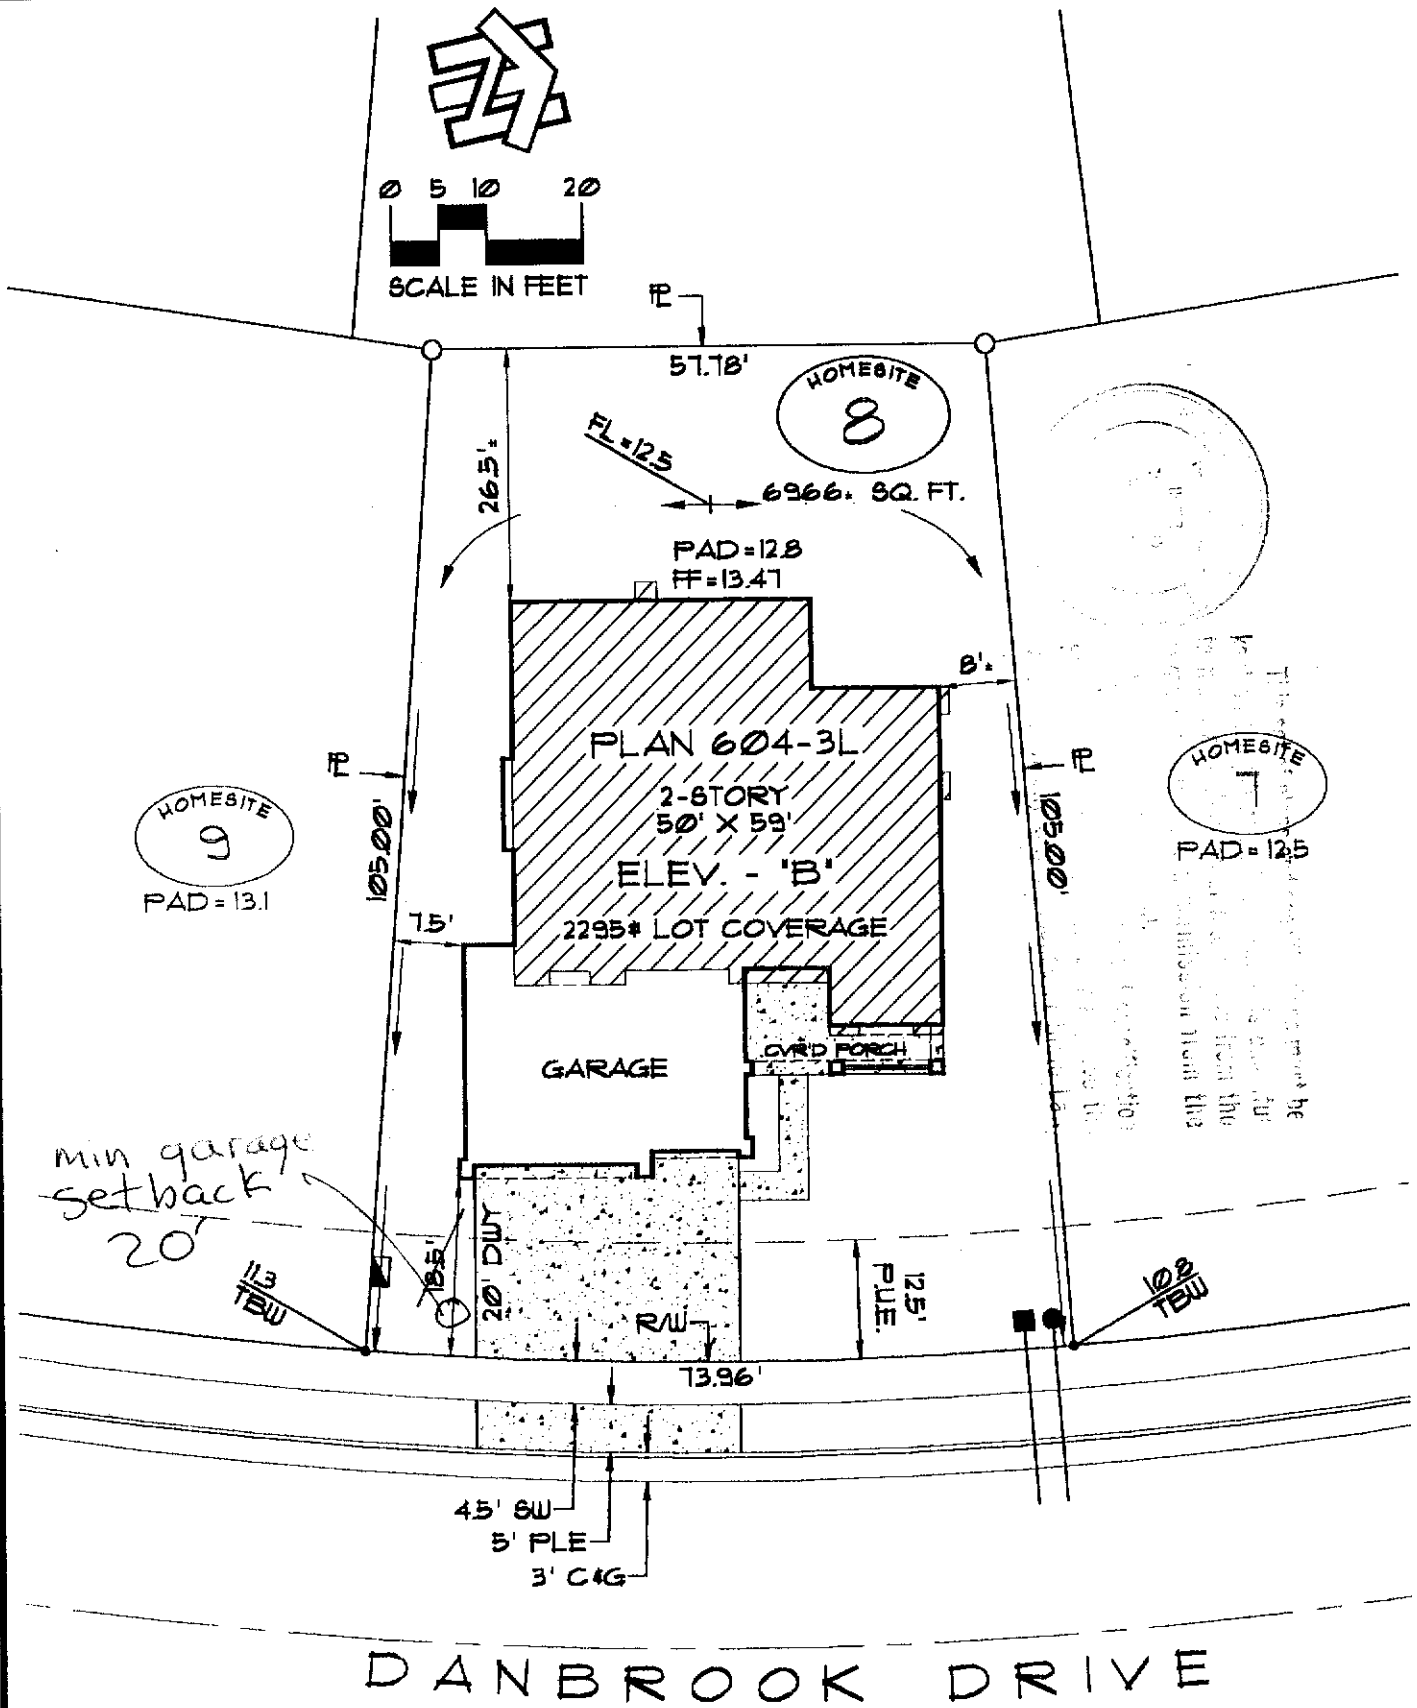 0 5 10 20
SCALE IN FEET
PL
57.78'
HOMESITE
8
FL=12.5
26.5'±
6966± SQ. FT.
PAD=12.8
FF=13.47
8'±
PLAN 604-3L
2-STORY
50' X 59'
ELEV. - "B"
2295# LOT COVERAGE
PL
PL
HOMESITE
9
PAD=13.1
HOMESITE
7
PAD=12.5
105.00'
105.00'
7.5'
GARAGE
CVR'D PORCH
min garage
setback
20'
18.5'
20' DWY
12.5'
P.U.E.
11.3
TBW
10.8
TBW
R/W
73.96'
4.5' SW
5' PLE
3' C&G
DANBROOK DRIVE